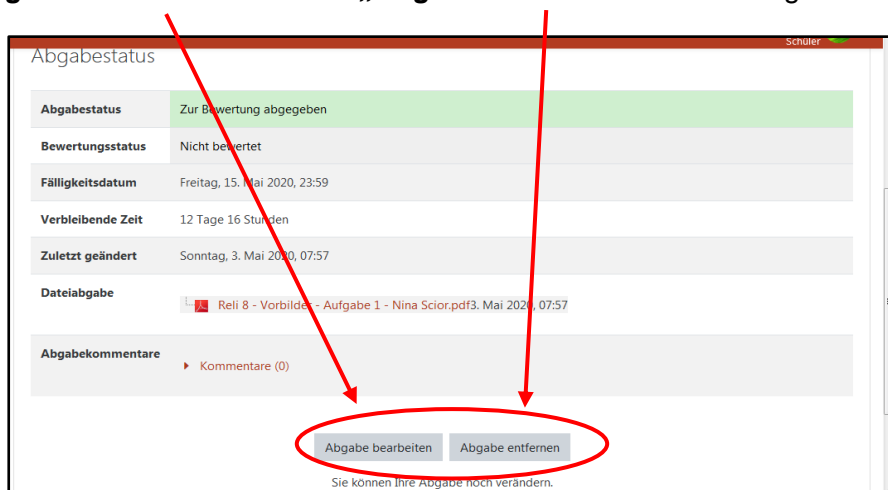 Schüler
Abgabestatus
Abgabestatus Zur Bewertung abgegeben
Bewertungsstatus Nicht bewertet
Fälligkeitsdatum Freitag, 15. Mai 2020, 23:59
Verbleibende Zeit 12 Tage 16 Stunden
Zuletzt geändert Sonntag, 3. Mai 2020, 07:57
Dateiabgabe
Reli 8 - Vorbilder - Aufgabe 1 - Nina Scior.pdf3. Mai 2020, 07:57
Abgabekommentare
Kommentare (0)
Abgabe bearbeiten Abgabe entfernen
Sie können Ihre Abgabe noch verändern.